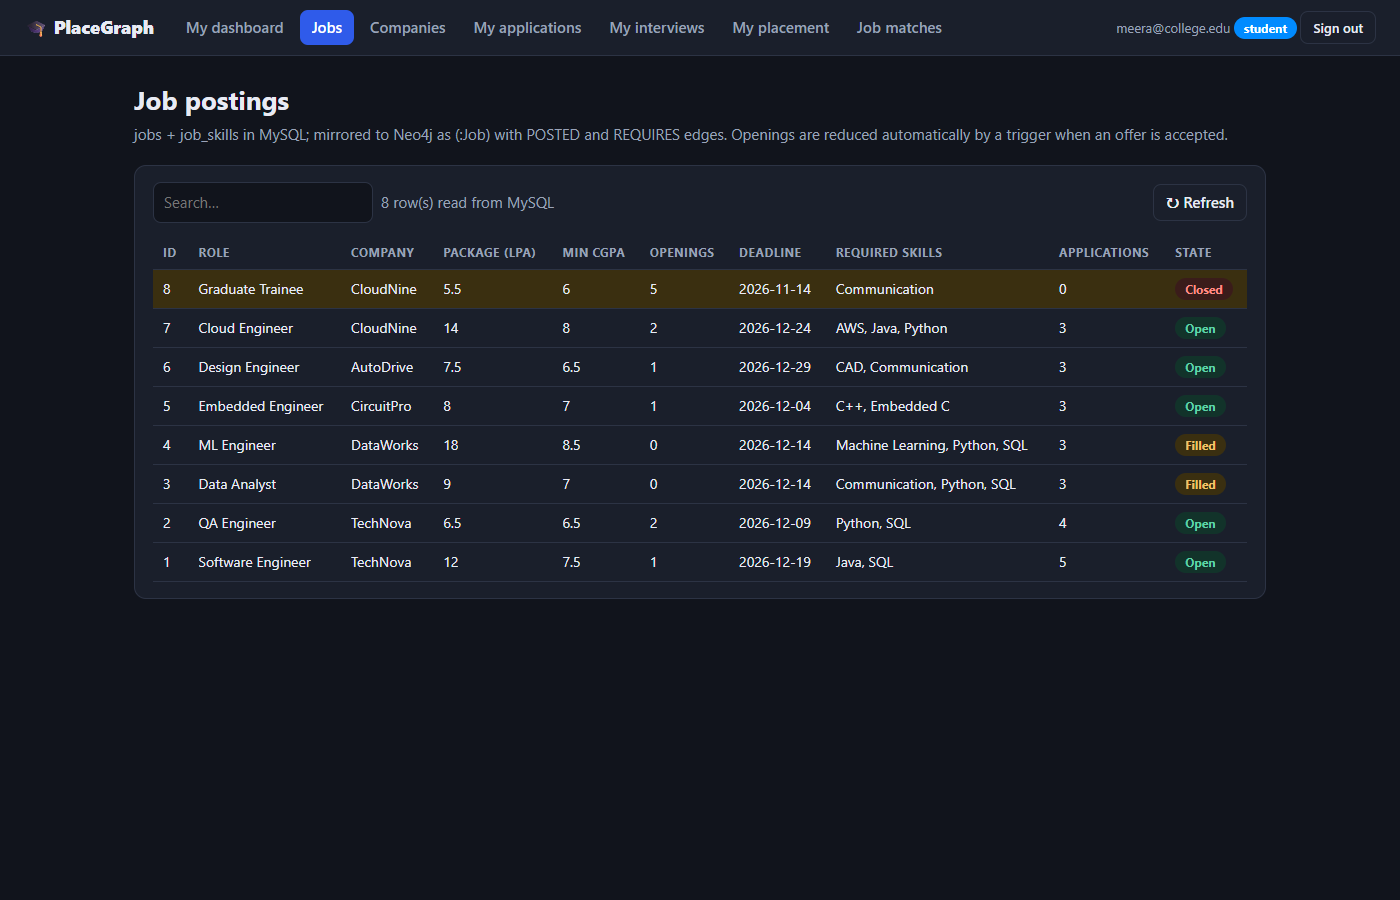 PlaceGraph My dashboard Jobs Companies My applications My interviews My placement Job matches meera@college.edu student Sign out
Job postings
jobs + job_skills in MySQL; mirrored to Neo4j as (:Job) with POSTED and REQUIRES edges. Openings are reduced automatically by a trigger when an offer is accepted.
Search... 8 row(s) read from MySQL ↻ Refresh
ID ROLE COMPANY PACKAGE (LPA) MIN CGPA OPENINGS DEADLINE REQUIRED SKILLS APPLICATIONS STATE
8 Graduate Trainee CloudNine 5.5 6 5 2026-11-14 Communication 0 Closed
7 Cloud Engineer CloudNine 14 8 2 2026-12-24 AWS, Java, Python 3 Open
6 Design Engineer AutoDrive 7.5 6.5 1 2026-12-29 CAD, Communication 3 Open
5 Embedded Engineer CircuitPro 8 7 1 2026-12-04 C++, Embedded C 3 Open
4 ML Engineer DataWorks 18 8.5 0 2026-12-14 Machine Learning, Python, SQL 3 Filled
3 Data Analyst DataWorks 9 7 0 2026-12-14 Communication, Python, SQL 3 Filled
2 QA Engineer TechNova 6.5 6.5 2 2026-12-09 Python, SQL 4 Open
1 Software Engineer TechNova 12 7.5 1 2026-12-19 Java, SQL 5 Open